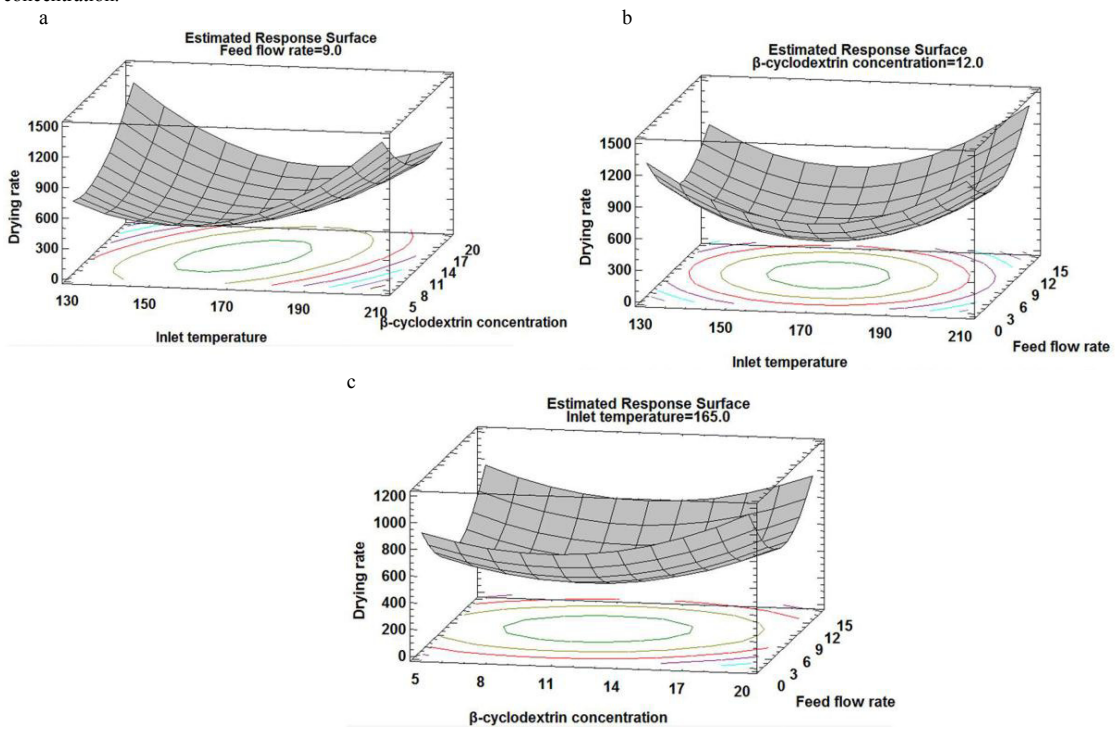 concentration.
a
Estimated Response Surface
Feed flow rate=9.0
1500
1200
900
600
300
0
Drying rate
130
150
170
190
210
Inlet temperature
5
8
11
14
17
20
β-cyclodextrin concentration
b
Estimated Response Surface
β-cyclodextrin concentration=12.0
1500
1200
900
600
300
0
Drying rate
130
150
170
190
210
Inlet temperature
0
3
6
9
12
15
Feed flow rate
c
Estimated Response Surface
Inlet temperature=165.0
1200
1000
800
600
400
200
0
Drying rate
5
8
11
14
17
20
β-cyclodextrin concentration
0
3
6
9
12
15
Feed flow rate